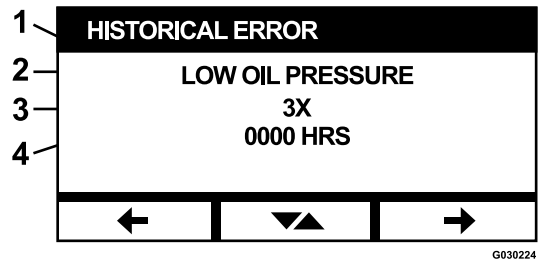 1 HISTORICAL ERROR
2 LOW OIL PRESSURE
3 3X
4 0000 HRS
G030224